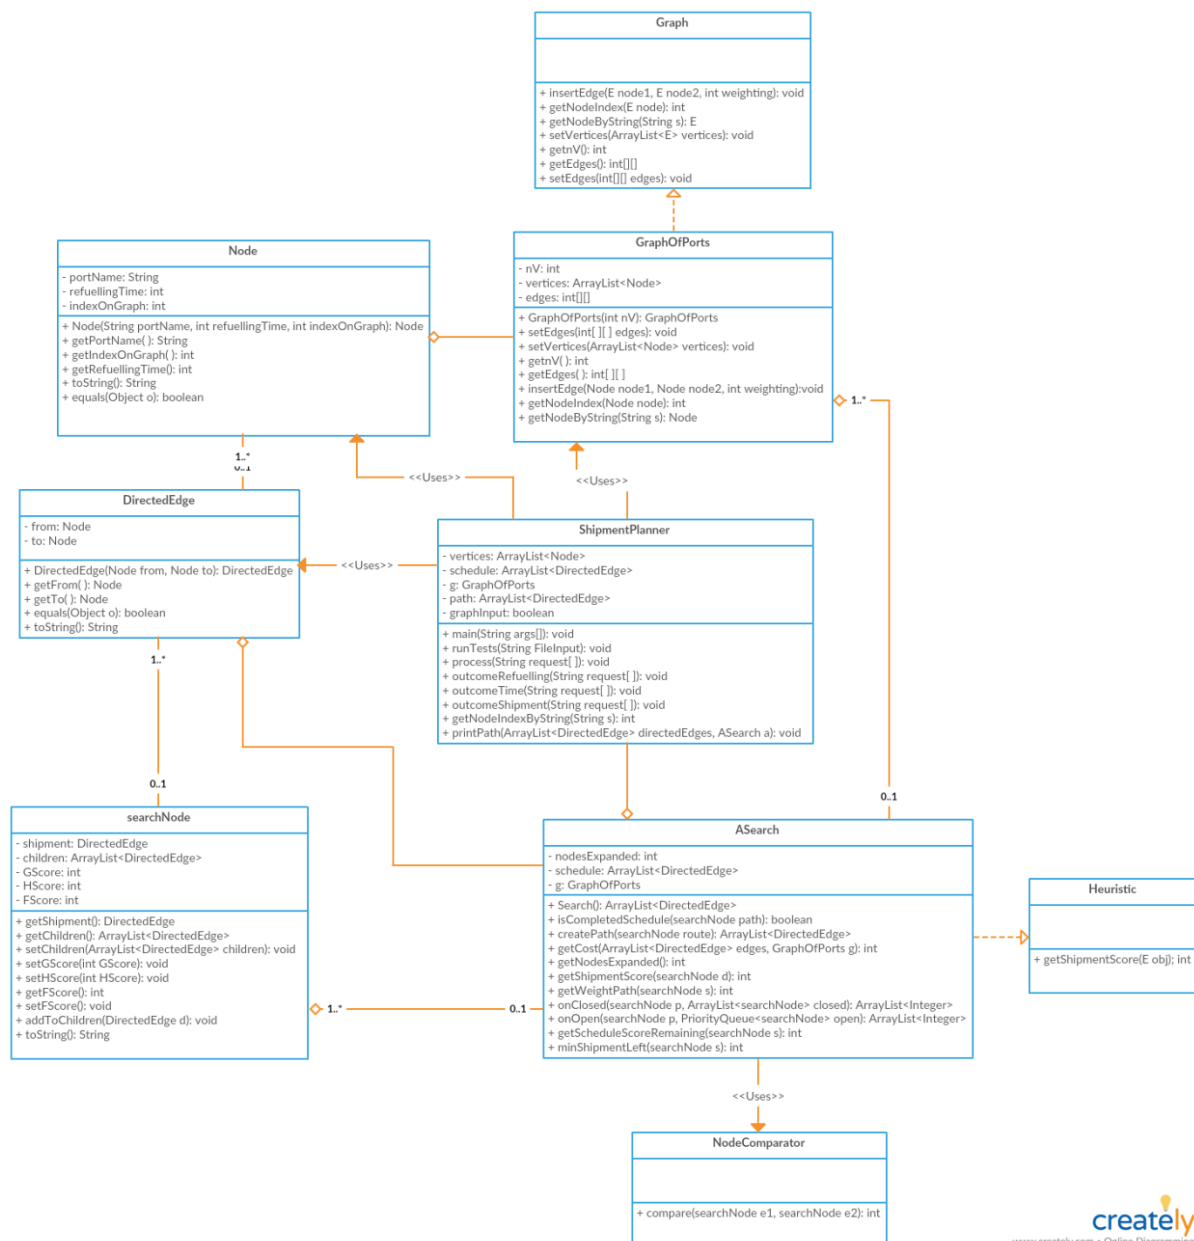 Graph
+ insertEdge(E node1, E node2, int weighting): void
+ getNodeIndex(E node): int
+ getNodeByString(String s): E
+ setVertices(ArrayList<E> vertices): void
+ getnV(): int
+ getEdges(): int[][]
+ setEdges(int[][] edges): void
Node
- portName: String
- refuellingTime: int
- indexOnGraph: int
+ Node(String portName, int refuellingTime, int indexOnGraph): Node
+ getPortName( ): String
+ getIndexOnGraph( ): int
+ getRefuellingTime(): int
+ toString(): String
+ equals(Object o): boolean
GraphOfPorts
- nV: int
- vertices: ArrayList<Node>
- edges: int[][]
+ GraphOfPorts(int nV): GraphOfPorts
+ setEdges(int[ ][ ] edges): void
+ setVertices(ArrayList<Node> vertices): void
+ getnV( ): int
+ getEdges( ): int[ ][ ]
+ insertEdge(Node node1, Node node2, int weighting):void
+ getNodeIndex(Node node): int
+ getNodeByString(String s): Node
1..*
1..*
0..1
<<Uses>>
<<Uses>>
DirectedEdge
- from: Node
- to: Node
+ DirectedEdge(Node from, Node to): DirectedEdge
+ getFrom( ): Node
+ getTo( ): Node
+ equals(Object o): boolean
+ toString(): String
<<Uses>>
ShipmentPlanner
- vertices: ArrayList<Node>
- schedule: ArrayList<DirectedEdge>
- g: GraphOfPorts
- path: ArrayList<DirectedEdge>
- graphInput: boolean
+ main(String args[]): void
+ runTests(String FileInput): void
+ process(String request[ ]): void
+ outcomeRefuelling(String request[ ]): void
+ outcomeTime(String request[ ]): void
+ outcomeShipment(String request[ ]): void
+ getNodeIndexByString(String s): int
+ printPath(ArrayList<DirectedEdge> directedEdges, ASearch a): void
1..*
0..1
0..1
searchNode
- shipment: DirectedEdge
- children: ArrayList<DirectedEdge>
- GScore: int
- HScore: int
- FScore: int
+ getShipment(): DirectedEdge
+ getChildren(): ArrayList<DirectedEdge>
+ setChildren(ArrayList<DirectedEdge> children): void
+ setGScore(int GScore): void
+ setHScore(int HScore): void
+ getFScore(): int
+ setFScore(): void
+ addToChildren(DirectedEdge d): void
+ toString(): String
1..*
0..1
ASearch
- nodesExpanded: int
- schedule: ArrayList<DirectedEdge>
- g: GraphOfPorts
+ Search(): ArrayList<DirectedEdge>
+ isCompletedSchedule(searchNode path): boolean
+ createPath(searchNode route): ArrayList<DirectedEdge>
+ getCost(ArrayList<DirectedEdge> edges, GraphOfPorts g): int
+ getNodesExpanded(): int
+ getShipmentScore(searchNode d): int
+ getWeightPath(searchNode s): int
+ onClosed(searchNode p, ArrayList<searchNode> closed): ArrayList<Integer>
+ onOpen(searchNode p, PriorityQueue<searchNode> open): ArrayList<Integer>
+ getScheduleScoreRemaining(searchNode s): int
+ minShipmentLeft(searchNode s): int
Heuristic
+ getShipmentScore(E obj); int
<<Uses>>
NodeComparator
+ compare(searchNode e1, searchNode e2): int
creately
www.creately.com • Online Diagramming